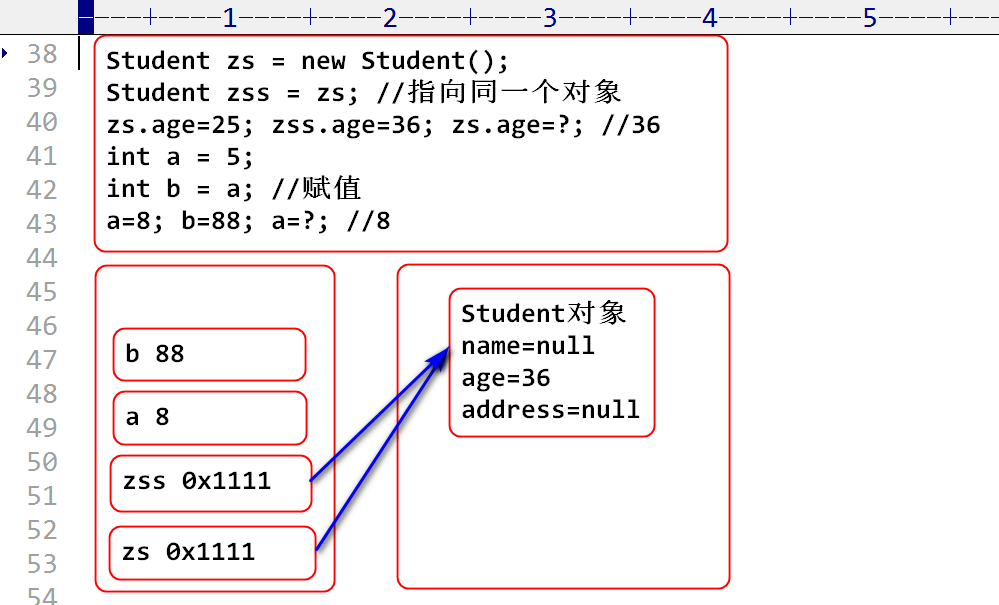 1 2 3 4 5
38
39
40
41
42
43
44
45
46
47
48
49
50
51
52
53
54
Student zs = new Student();
Student zss = zs; //指向同一个对象
zs.age=25; zss.age=36; zs.age=?; //36
int a = 5;
int b = a; //赋值
a=8; b=88; a=?; //8
b 88
a 8
zss 0x1111
zs 0x1111
Student对象
name=null
age=36
address=null